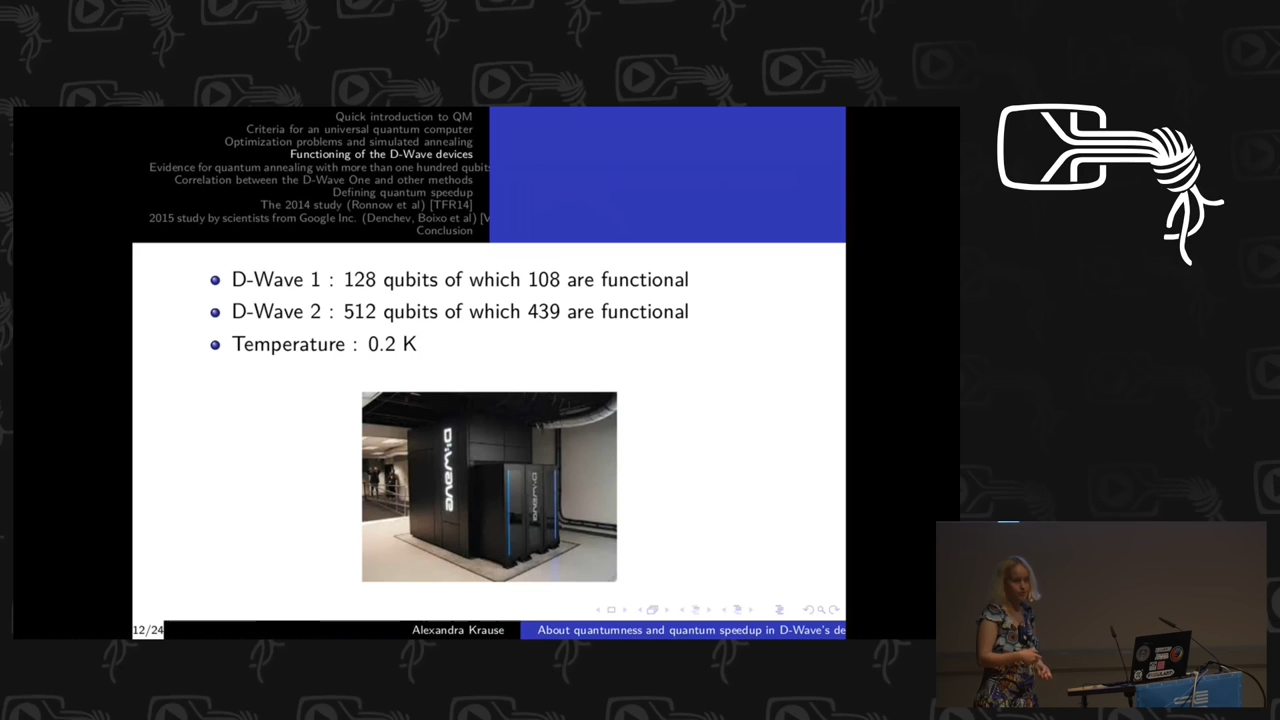 Quick introduction to QM
Criteria for an universal quantum computer
Optimization problems and simulated annealing
Functioning of the D-Wave devices
Evidence for quantum annealing with more than one hundred qubits
Correlation between the D-Wave One and other methods
Defining quantum speedup
The 2014 study (Ronnow et al) [TFR14]
2015 study by scientists from Google Inc. (Denchev, Boixo et al) [V
Conclusion
D-Wave 1 : 128 qubits of which 108 are functional
D-Wave 2 : 512 qubits of which 439 are functional
Temperature : 0.2 K
D:Wave
D:Wave
12/24
Alexandra Krause
About quantumness and quantum speedup in D-Wave's de